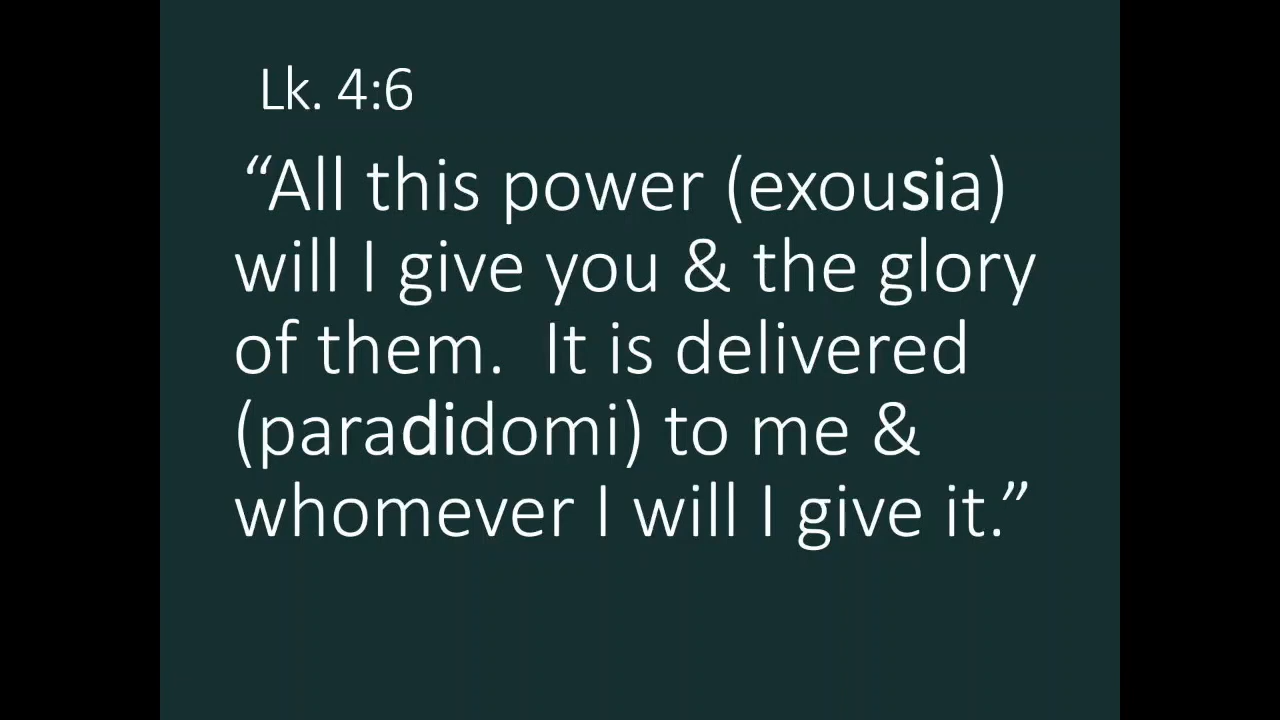 Lk. 4:6
“All this power (exousia)
will I give you & the glory
of them.  It is delivered
(paradidomi) to me &
whomever I will I give it.”